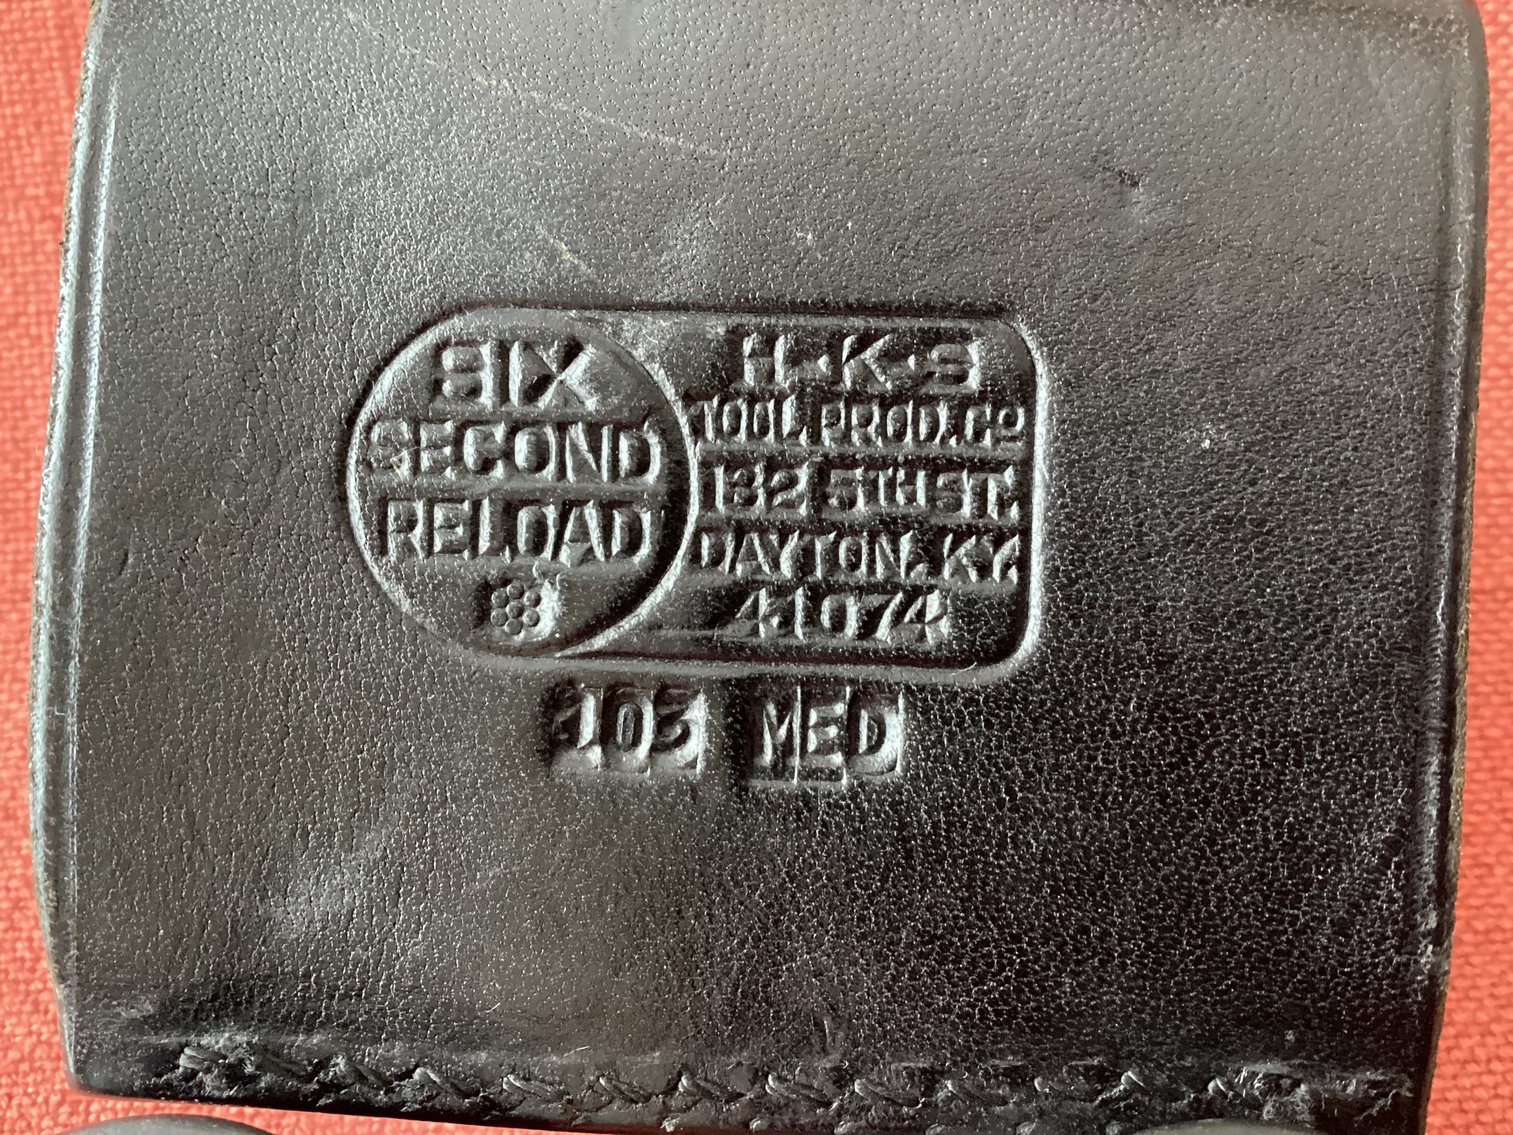 SIX
SECOND
RELOAD
H·K·S
TOOL PROD. CO
132 5TH ST.
DAYTON, KY.
41074
103 MED